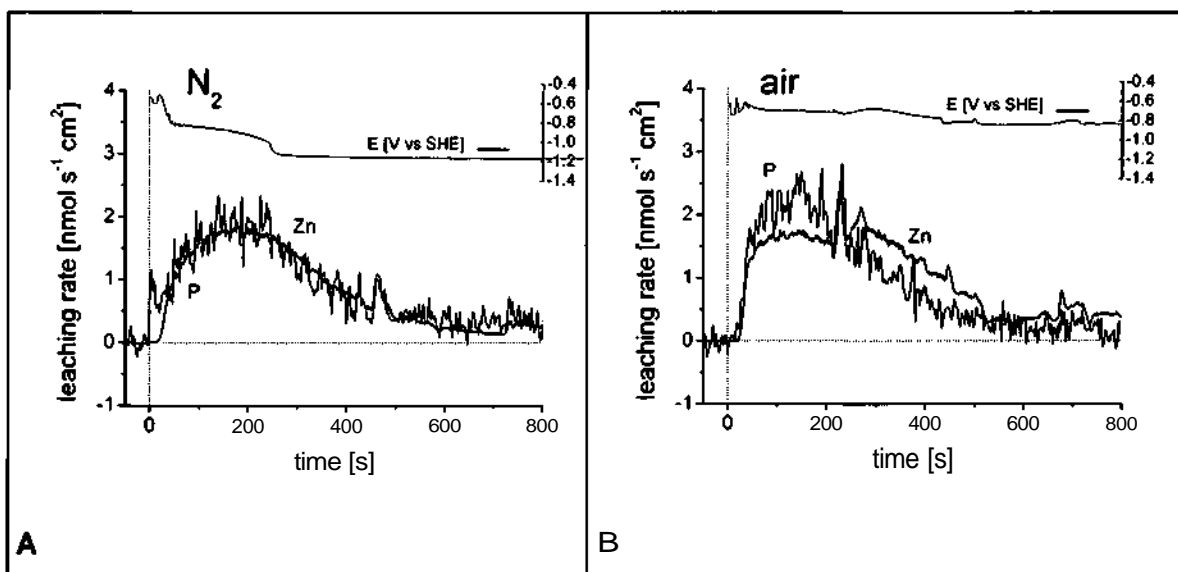 N₂
E [V vs SHE]
-0.4
-0.6
-0.8
-1.0
-1.2
-1.4
leaching rate [nmol s⁻¹ cm²]
4
3
2
1
0
-1
Zn
P
0 200 400 600 800
time [s]
A
air
E [V vs SHE]
-0.4
-0.6
-0.8
-1.0
-1.2
-1.4
leaching rate [nmol s⁻¹ cm²]
4
3
2
1
0
-1
P
Zn
0 200 400 600 800
time [s]
B